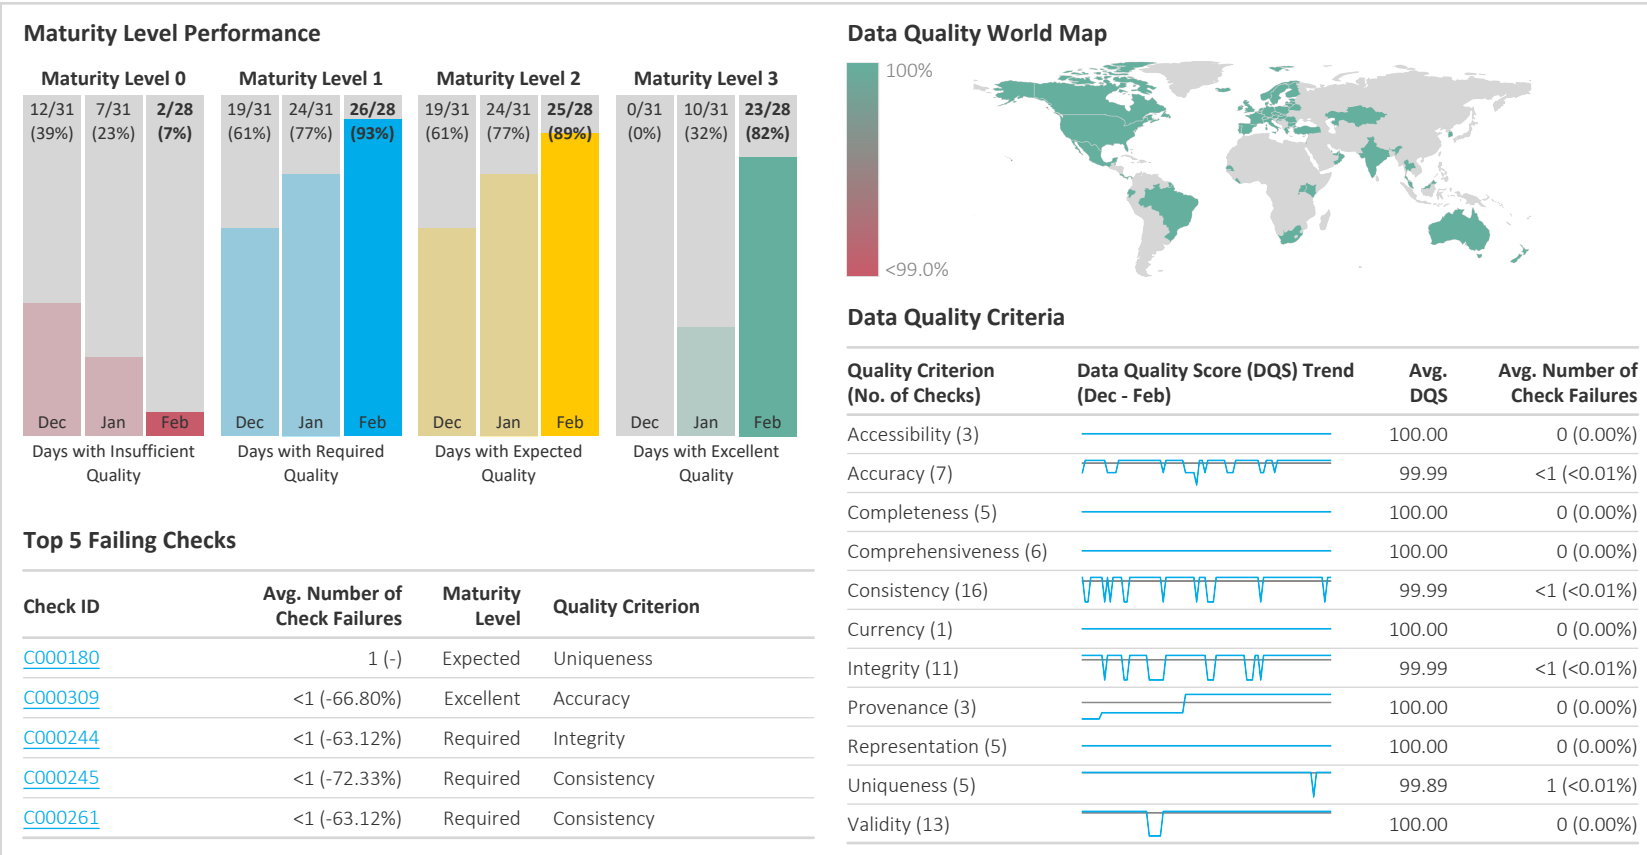 Maturity Level Performance
Maturity Level 0
12/31 7/31 2/28
(39%) (23%) (7%)
Dec Jan Feb
Days with Insufficient
Quality
Maturity Level 1
19/31 24/31 26/28
(61%) (77%) (93%)
Dec Jan Feb
Days with Required
Quality
Maturity Level 2
19/31 24/31 25/28
(61%) (77%) (89%)
Dec Jan Feb
Days with Expected
Quality
Maturity Level 3
0/31 10/31 23/28
(0%) (32%) (82%)
Dec Jan Feb
Days with Excellent
Quality
Top 5 Failing Checks
Check ID Avg. Number of Check Failures Maturity Level Quality Criterion
C000180 1 (-) Expected Uniqueness
C000309 <1 (-66.80%) Excellent Accuracy
C000244 <1 (-63.12%) Required Integrity
C000245 <1 (-72.33%) Required Consistency
C000261 <1 (-63.12%) Required Consistency
Data Quality World Map
100%
<99.0%
Data Quality Criteria
Quality Criterion Data Quality Score (DQS) Trend Avg. Avg. Number of
(No. of Checks) (Dec - Feb) DQS Check Failures
Accessibility (3) 100.00 0 (0.00%)
Accuracy (7) 99.99 <1 (<0.01%)
Completeness (5) 100.00 0 (0.00%)
Comprehensiveness (6) 100.00 0 (0.00%)
Consistency (16) 99.99 <1 (<0.01%)
Currency (1) 100.00 0 (0.00%)
Integrity (11) 99.99 <1 (<0.01%)
Provenance (3) 100.00 0 (0.00%)
Representation (5) 100.00 0 (0.00%)
Uniqueness (5) 99.89 1 (<0.01%)
Validity (13) 100.00 0 (0.00%)